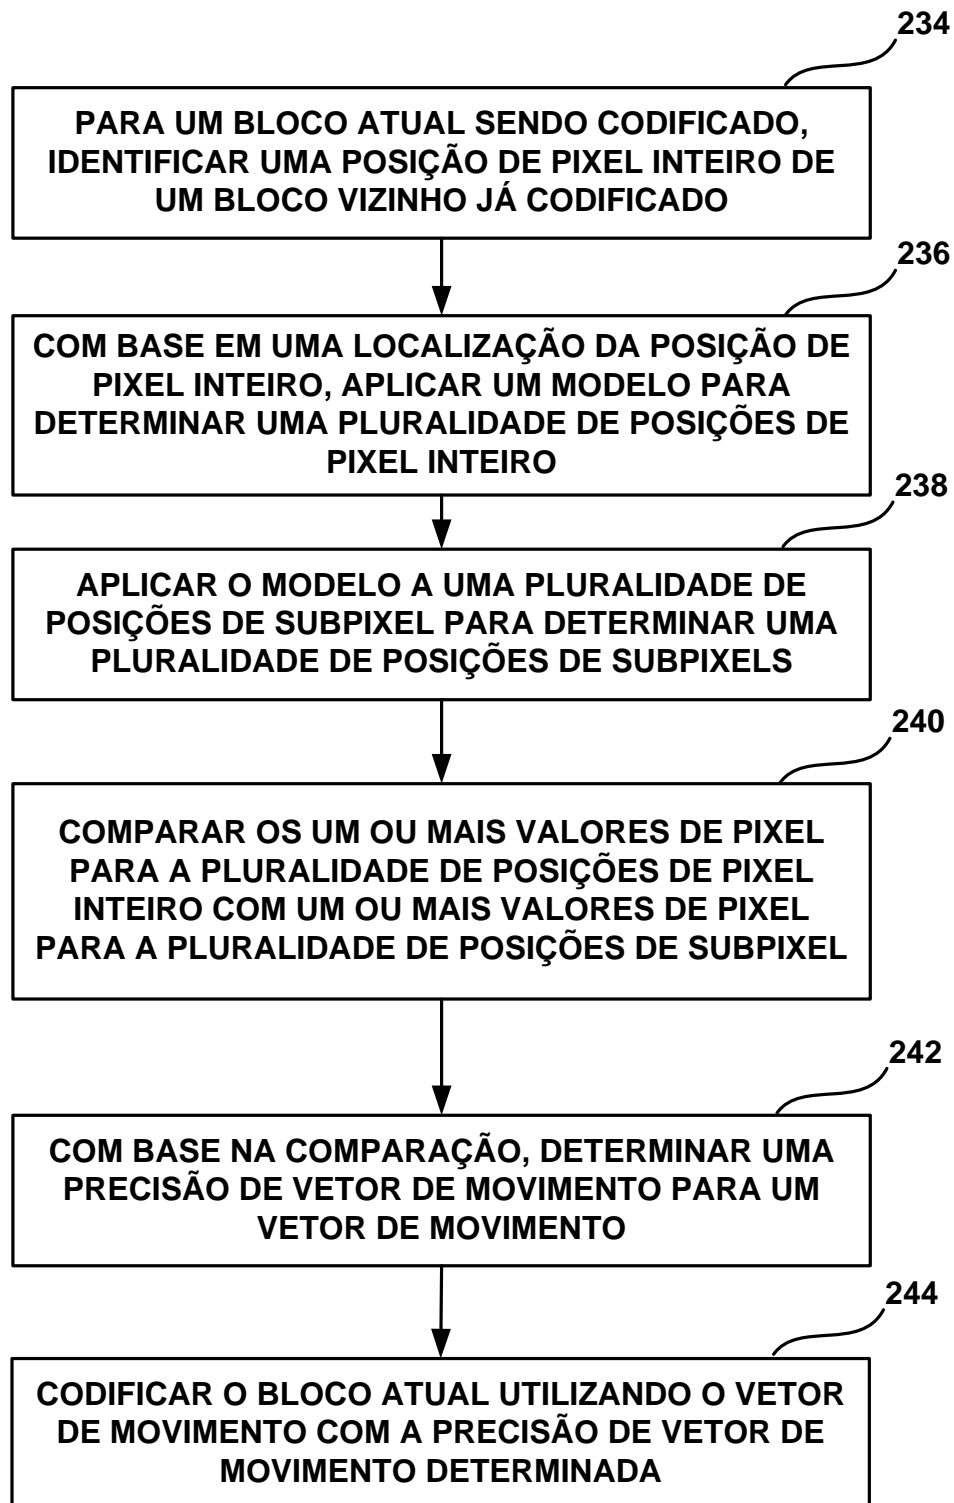 234
PARA UM BLOCO ATUAL SENDO CODIFICADO,
IDENTIFICAR UMA POSIÇÃO DE PIXEL INTEIRO DE
UM BLOCO VIZINHO JÁ CODIFICADO
236
COM BASE EM UMA LOCALIZAÇÃO DA POSIÇÃO DE
PIXEL INTEIRO, APLICAR UM MODELO PARA
DETERMINAR UMA PLURALIDADE DE POSIÇÕES DE
PIXEL INTEIRO
238
APLICAR O MODELO A UMA PLURALIDADE DE
POSIÇÕES DE SUBPIXEL PARA DETERMINAR UMA
PLURALIDADE DE POSIÇÕES DE SUBPIXELS
240
COMPARAR OS UM OU MAIS VALORES DE PIXEL
PARA A PLURALIDADE DE POSIÇÕES DE PIXEL
INTEIRO COM UM OU MAIS VALORES DE PIXEL
PARA A PLURALIDADE DE POSIÇÕES DE SUBPIXEL
242
COM BASE NA COMPARAÇÃO, DETERMINAR UMA
PRECISÃO DE VETOR DE MOVIMENTO PARA UM
VETOR DE MOVIMENTO
244
CODIFICAR O BLOCO ATUAL UTILIZANDO O VETOR
DE MOVIMENTO COM A PRECISÃO DE VETOR DE
MOVIMENTO DETERMINADA